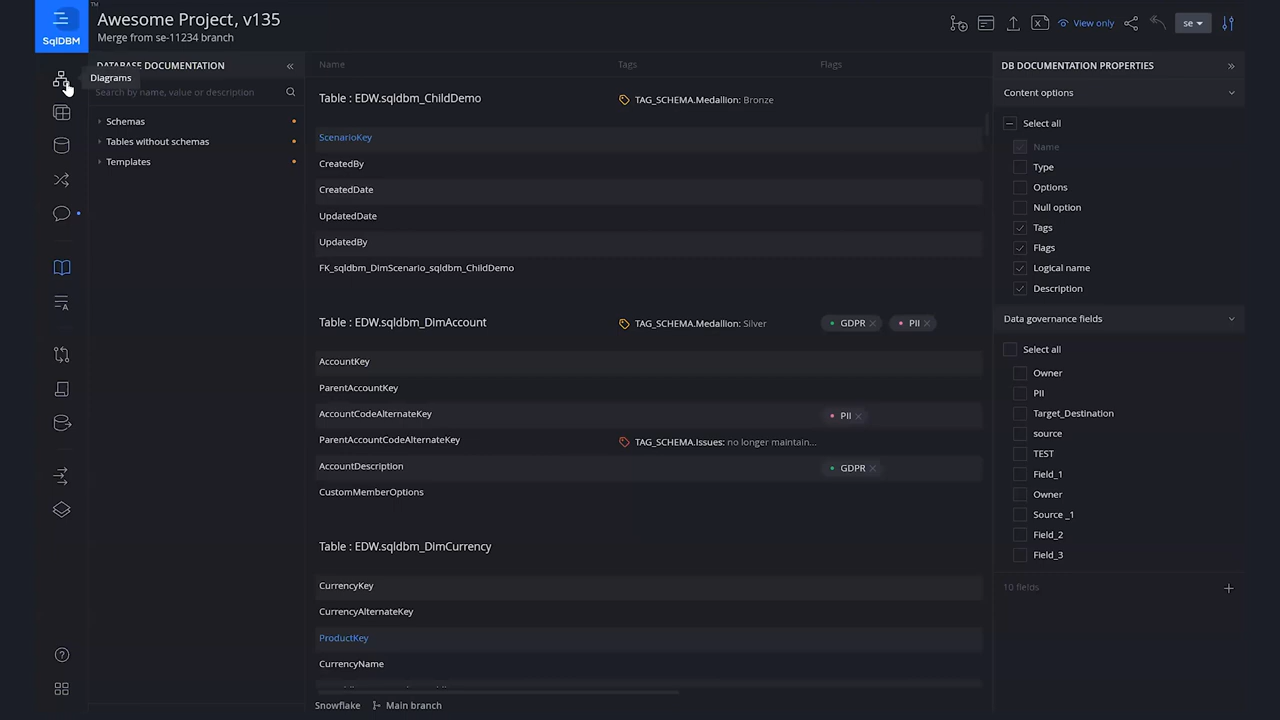 SqlDBM
TM
Awesome Project, v135
Merge from se-11234 branch
View only
se
Diagrams
DATABASE DOCUMENTATION
Search by name, value or description
Schemas
Tables without schemas
Templates
Name Tags Flags
Table : EDW.sqldbm_ChildDemo TAG_SCHEMA.Medallion: Bronze
ScenarioKey
CreatedBy
CreatedDate
UpdatedDate
UpdatedBy
FK_sqldbm_DimScenario_sqldbm_ChildDemo
Table : EDW.sqldbm_DimAccount TAG_SCHEMA.Medallion: Silver GDPR PII
AccountKey
ParentAccountKey
AccountCodeAlternateKey PII
ParentAccountCodeAlternateKey TAG_SCHEMA.Issues: no longer maintain...
AccountDescription GDPR
CustomMemberOptions
Table : EDW.sqldbm_DimCurrency
CurrencyKey
CurrencyAlternateKey
ProductKey
CurrencyName
Snowflake Main branch
DB DOCUMENTATION PROPERTIES
Content options
Select all
Name
Type
Options
Null option
Tags
Flags
Logical name
Description
Data governance fields
Select all
Owner
PII
Target_Destination
source
TEST
Field_1
Owner
Source _1
Field_2
Field_3
10 fields